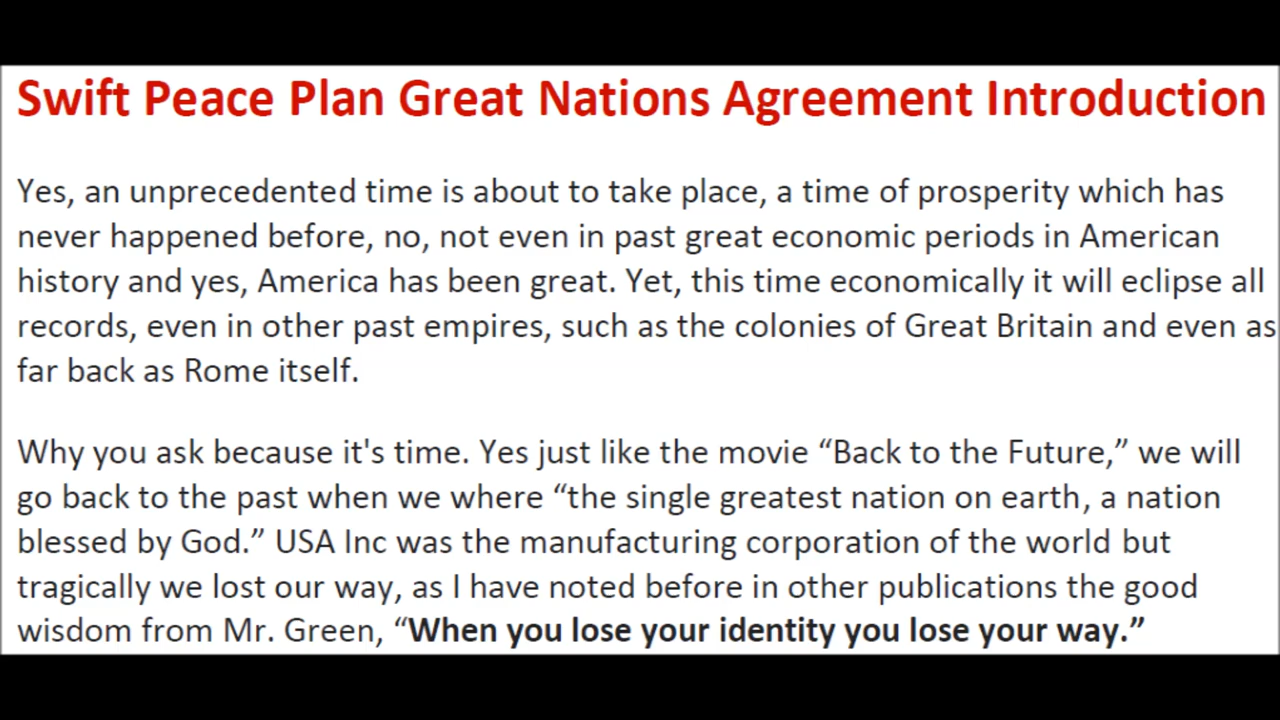 Swift Peace Plan Great Nations Agreement Introduction
Yes, an unprecedented time is about to take place, a time of prosperity which has
never happened before, no, not even in past great economic periods in American
history and yes, America has been great. Yet, this time economically it will eclipse all
records, even in other past empires, such as the colonies of Great Britain and even as
far back as Rome itself.
Why you ask because it's time. Yes just like the movie “Back to the Future,” we will
go back to the past when we where “the single greatest nation on earth, a nation
blessed by God.” USA Inc was the manufacturing corporation of the world but
tragically we lost our way, as I have noted before in other publications the good
wisdom from Mr. Green, “When you lose your identity you lose your way.”